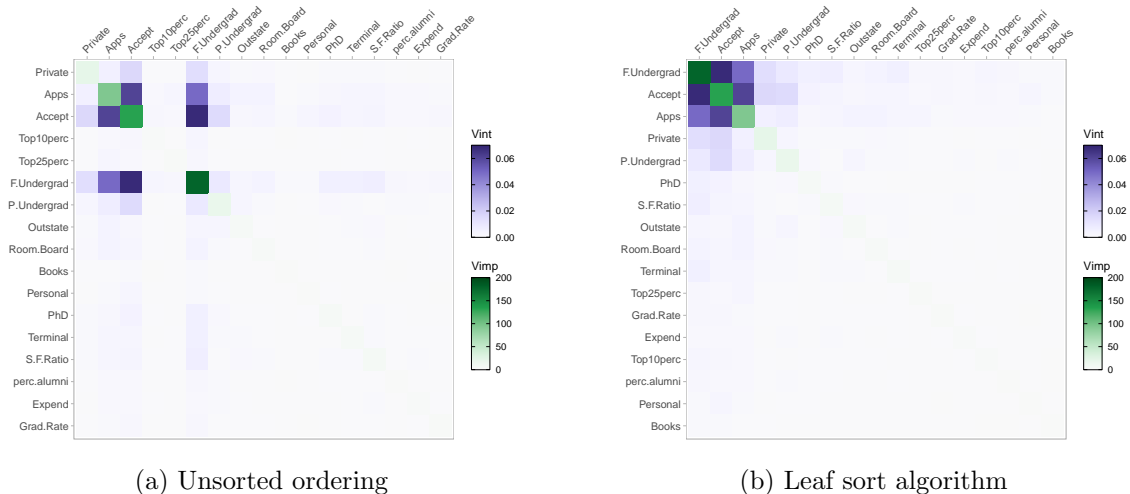 Private Apps Accept Top10perc Top25perc F.Undergrad P.Undergrad Outstate Room.Board Books Personal PhD Terminal S.F.Ratio perc.alumni Expend Grad.Rate
Private
Apps
Accept
Top10perc
Top25perc
F.Undergrad
P.Undergrad
Outstate
Room.Board
Books
Personal
PhD
Terminal
S.F.Ratio
perc.alumni
Expend
Grad.Rate
Vint
0.06
0.04
0.02
0.00
Vimp
200
150
100
50
0
(a) Unsorted ordering
F.Undergrad Accept Apps Private P.Undergrad PhD S.F.Ratio Outstate Room.Board Terminal Top25perc Grad.Rate Expend Top10perc perc.alumni Personal Books
F.Undergrad
Accept
Apps
Private
P.Undergrad
PhD
S.F.Ratio
Outstate
Room.Board
Terminal
Top25perc
Grad.Rate
Expend
Top10perc
perc.alumni
Personal
Books
Vint
0.06
0.04
0.02
0.00
Vimp
200
150
100
50
0
(b) Leaf sort algorithm